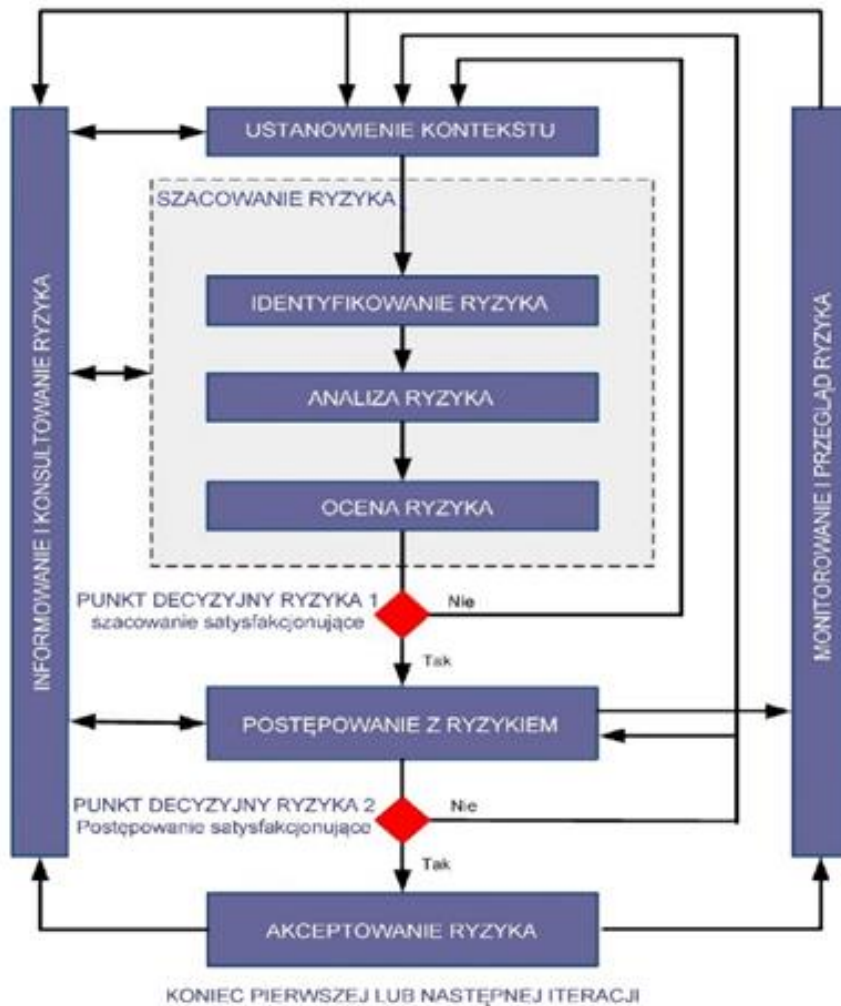 USTANOWIENIE KONTEKSTU
SZACOWANIE RYZYKA
IDENTYFIKOWANIE RYZYKA
ANALIZA RYZYKA
OCENA RYZYKA
PUNKT DECYZYJNY RYZYKA 1
szacowanie satysfakcjonujące
Nie
Tak
POSTĘPOWANIE Z RYZYKIEM
PUNKT DECYZYJNY RYZYKA 2
Postępowanie satysfakcjonujące
Nie
Tak
AKCEPTOWANIE RYZYKA
KONIEC PIERWSZEJ LUB NASTĘPNEJ ITERACJI
INFORMOWANIE I KONSULTOWANIE RYZYKA
MONITOROWANIE I PRZEGLĄD RYZYKA